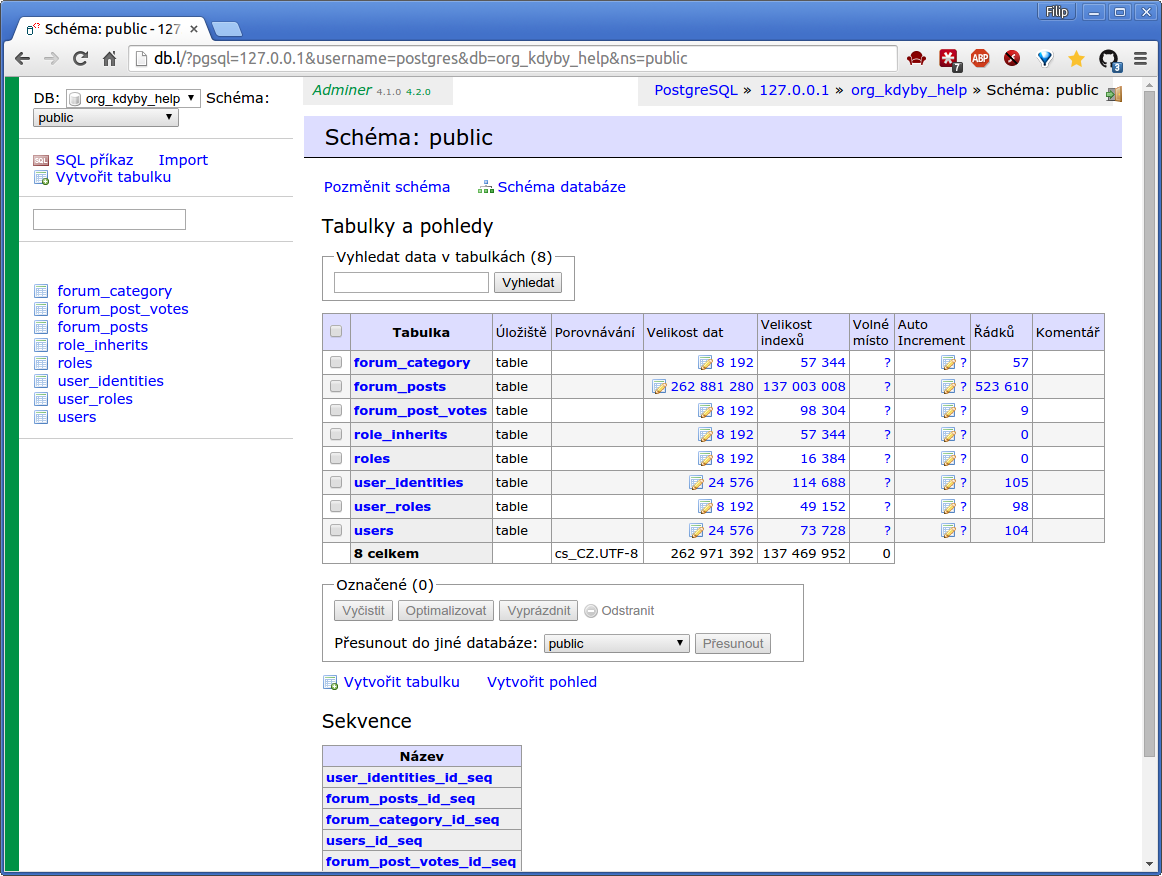 Filip
Schéma: public - 127
db.l/?pgsql=127.0.0.1&username=postgres&db=org_kdyby_help&ns=public
7
ABP
3
DB: org_kdyby_help Schéma:
public
SQL SQL příkaz Import
Vytvořit tabulku
forum_category
forum_post_votes
forum_posts
role_inherits
roles
user_identities
user_roles
users
Adminer 4.1.0 4.2.0
PostgreSQL » 127.0.0.1 » org_kdyby_help » Schéma: public
Schéma: public
Pozměnit schéma Schéma databáze
Tabulky a pohledy
Vyhledat data v tabulkách (8)
Vyhledat
Tabulka Úložiště Porovnávání Velikost dat Velikost indexů Volné místo Auto Increment Řádků Komentář
forum_category table 8 192 57 344 ? ? 57
forum_posts table 262 881 280 137 003 008 ? ? 523 610
forum_post_votes table 8 192 98 304 ? ? 9
role_inherits table 8 192 57 344 ? ? 0
roles table 8 192 16 384 ? ? 0
user_identities table 24 576 114 688 ? ? 105
user_roles table 8 192 49 152 ? ? 98
users table 24 576 73 728 ? ? 104
8 celkem cs_CZ.UTF-8 262 971 392 137 469 952 0
Označené (0)
Vyčistit Optimalizovat Vyprázdnit Odstranit
Přesunout do jiné databáze: public Přesunout
Vytvořit tabulku Vytvořit pohled
Sekvence
Název
user_identities_id_seq
forum_posts_id_seq
forum_category_id_seq
users_id_seq
forum_post_votes_id_seq